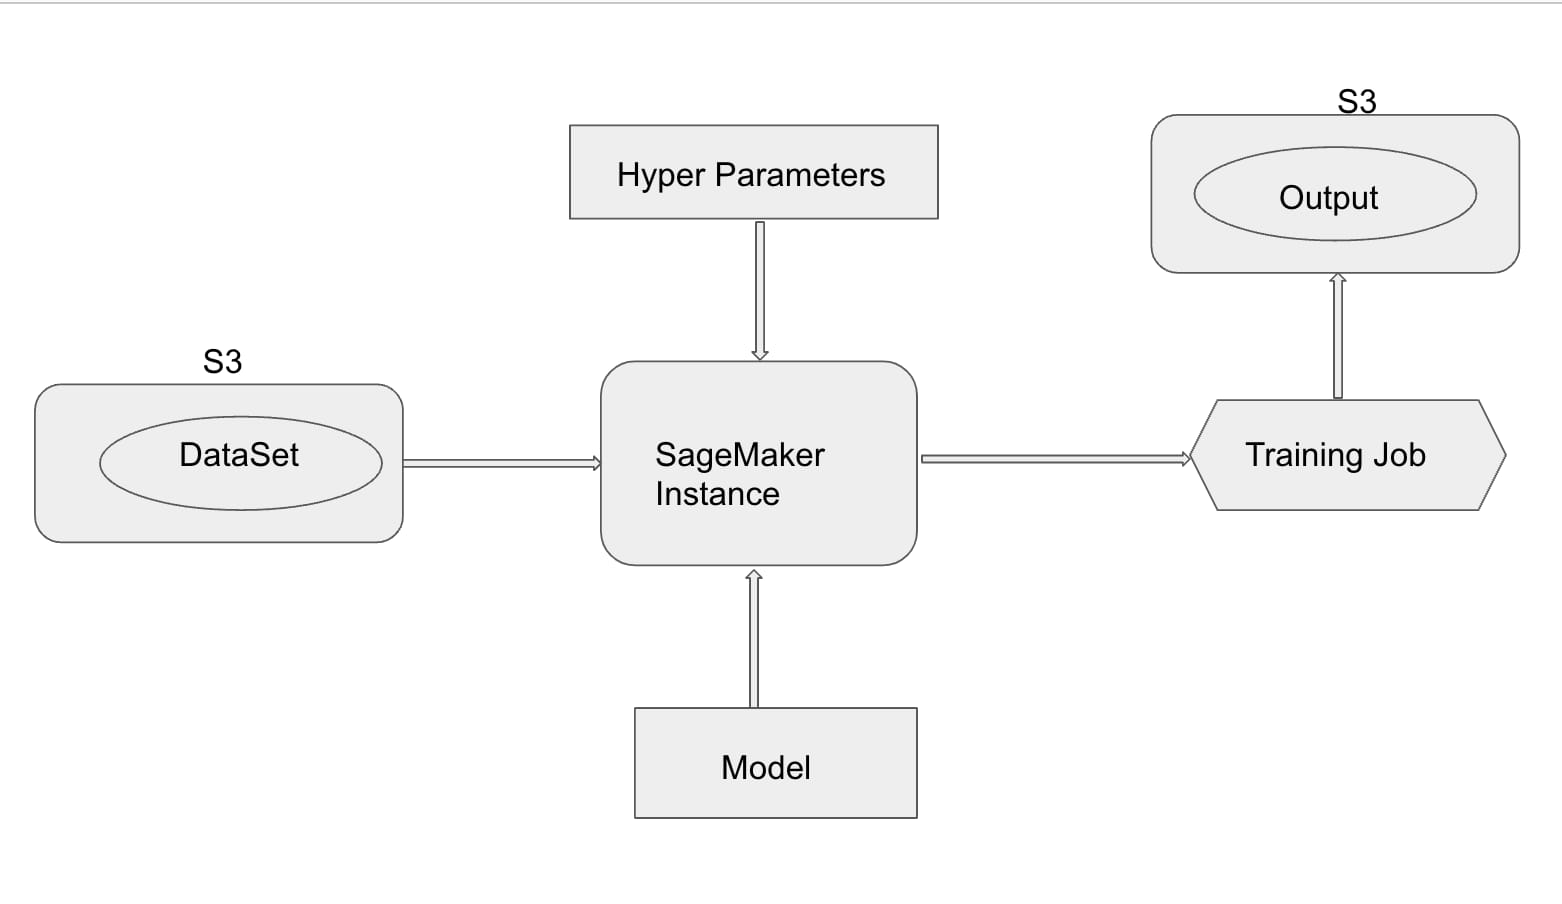 S3
Hyper Parameters
Output
S3
DataSet
SageMaker
Instance
Training Job
Model